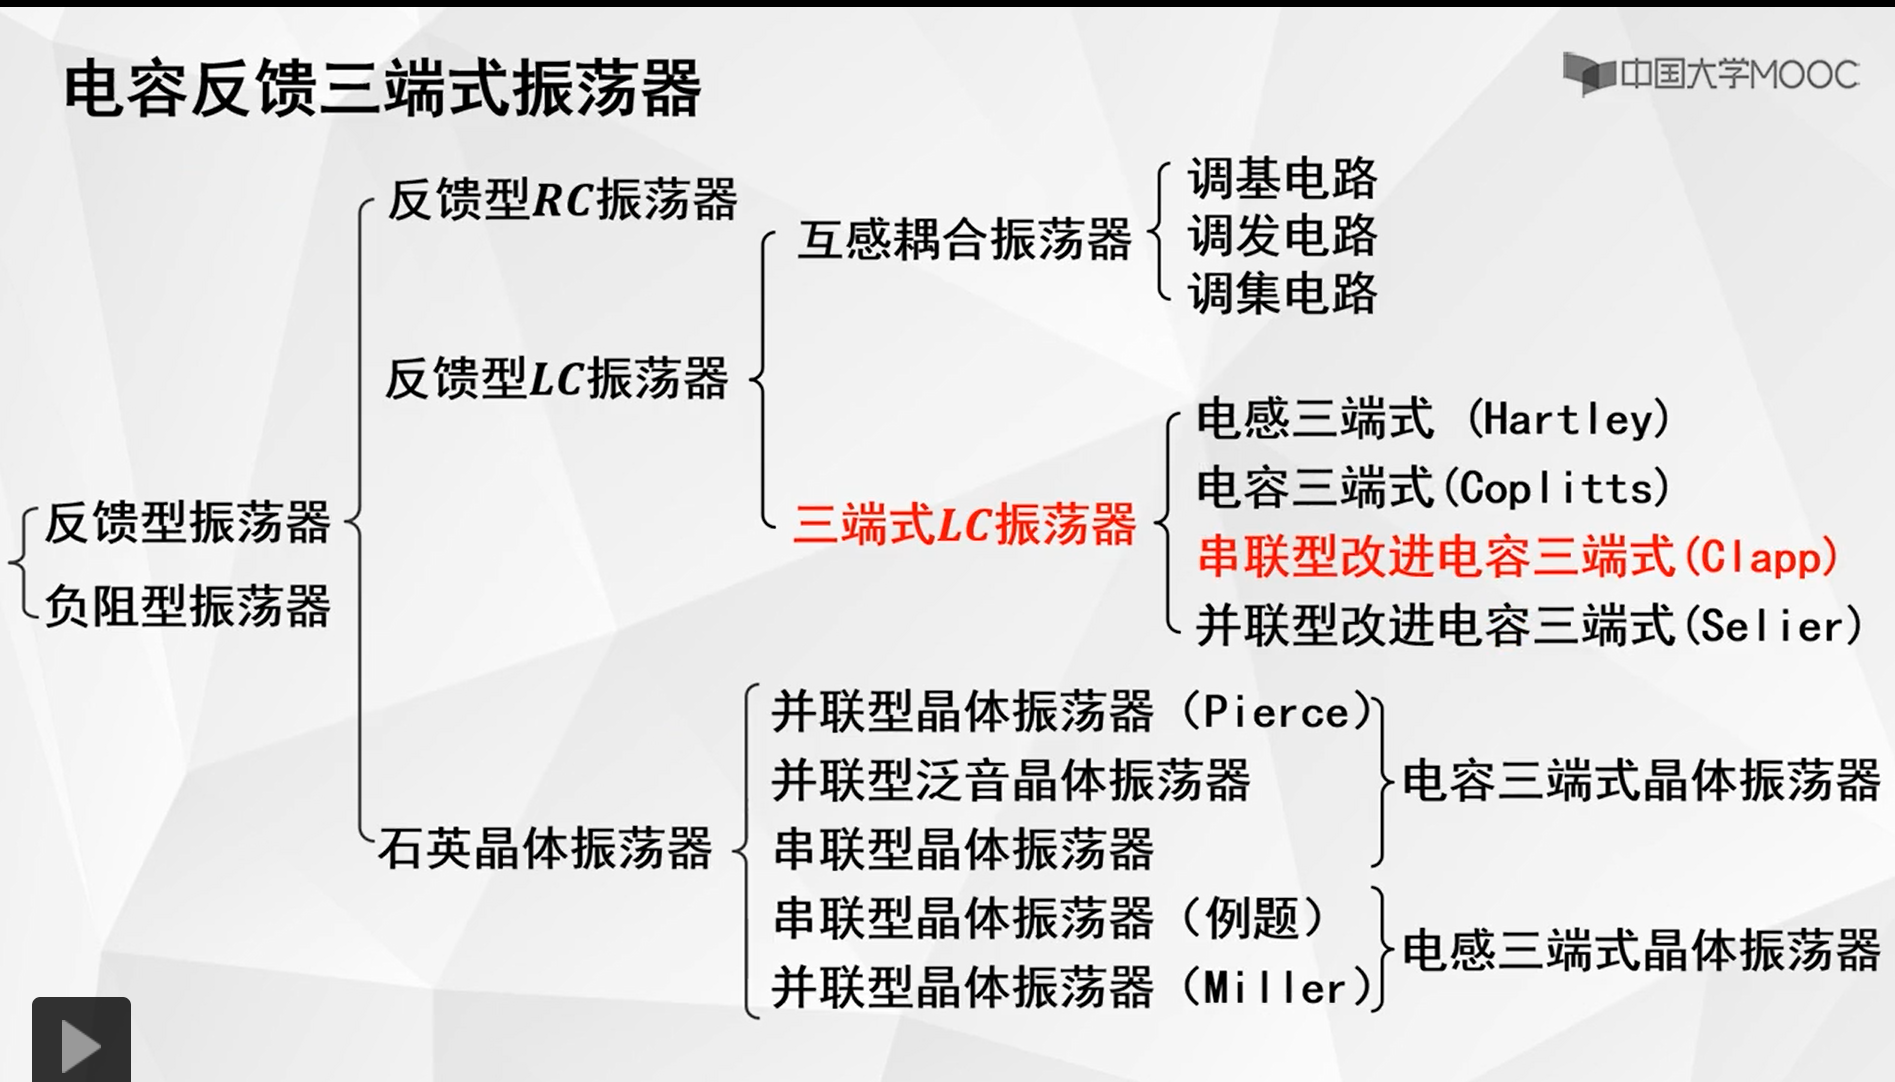 电容反馈三端式振荡器
中国大学MOOC
反馈型振荡器
负阻型振荡器
反馈型RC振荡器
反馈型LC振荡器
石英晶体振荡器
互感耦合振荡器
调基电路
调发电路
调集电路
三端式LC振荡器
电感三端式 (Hartley)
电容三端式(Coplitts)
串联型改进电容三端式(Clapp)
并联型改进电容三端式(Selier)
并联型晶体振荡器（Pierce）
并联型泛音晶体振荡器
串联型晶体振荡器
串联型晶体振荡器（例题）
并联型晶体振荡器（Miller）
电容三端式晶体振荡器
电感三端式晶体振荡器